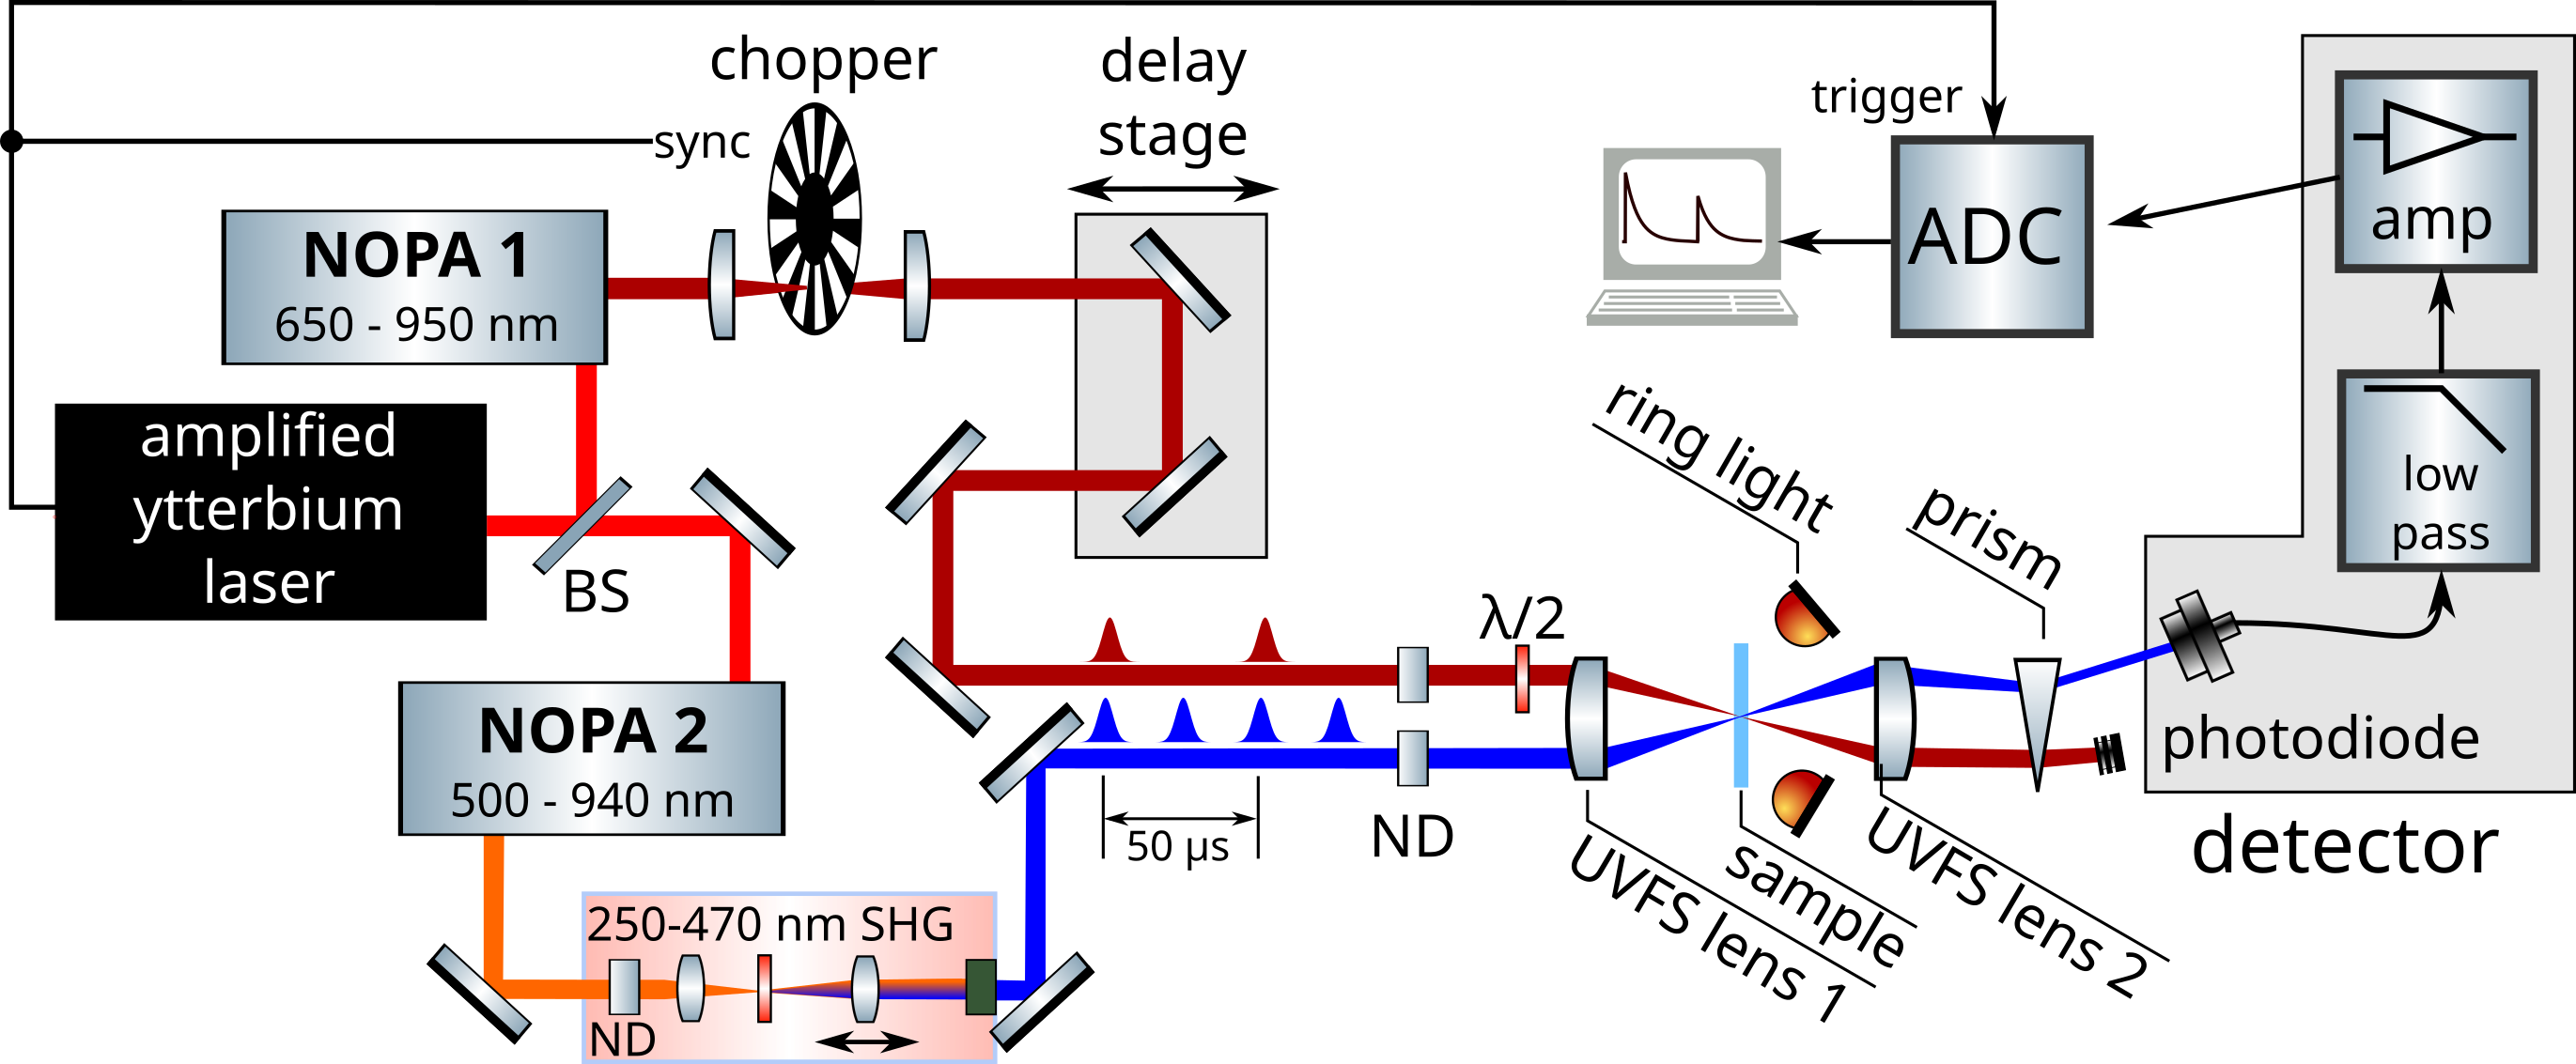 chopper
delay
stage
sync
trigger
NOPA 1
650 - 950 nm
ADC
amp
amplified
ytterbium
laser
BS
ring light
prism
low
pass
λ/2
NOPA 2
500 - 940 nm
50 µs
ND
photodiode
detector
UVFS lens 1
sample
UVFS lens 2
250-470 nm SHG
ND